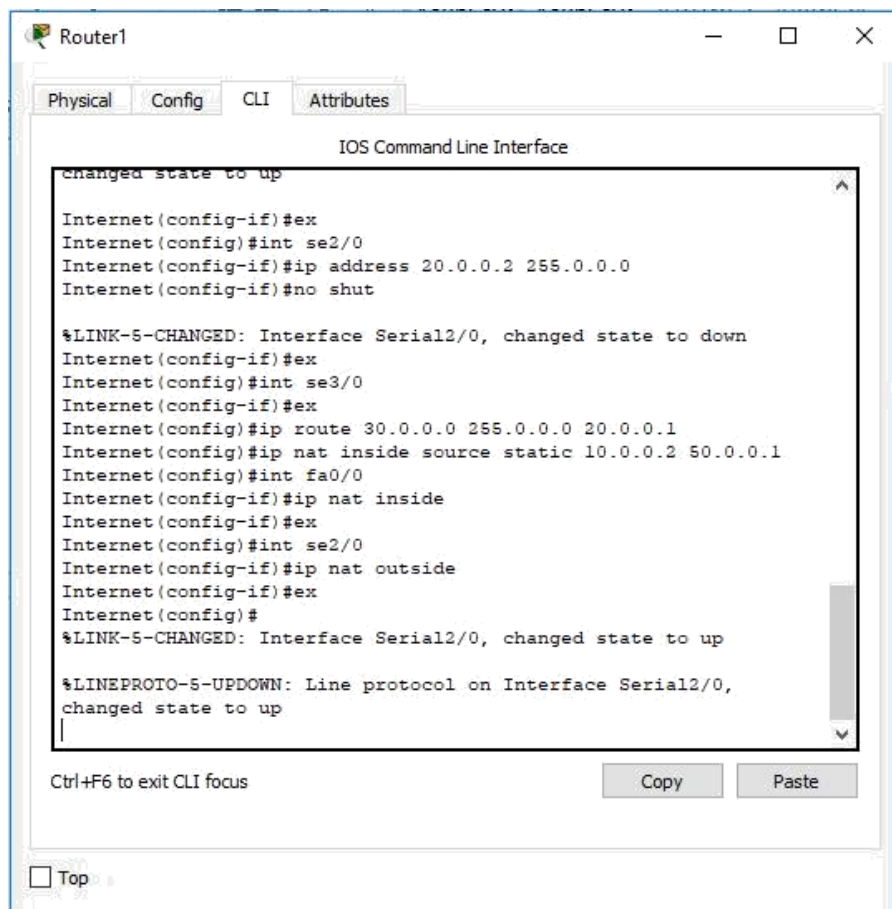 Router1
Physical Config CLI Attributes
IOS Command Line Interface
changed state to up
Internet(config-if)#ex
Internet(config)#int se2/0
Internet(config-if)#ip address 20.0.0.2 255.0.0.0
Internet(config-if)#no shut
%LINK-5-CHANGED: Interface Serial2/0, changed state to down
Internet(config-if)#ex
Internet(config)#int se3/0
Internet(config-if)#ex
Internet(config)#ip route 30.0.0.0 255.0.0.0 20.0.0.1
Internet(config)#ip nat inside source static 10.0.0.2 50.0.0.1
Internet(config)#int fa0/0
Internet(config-if)#ip nat inside
Internet(config-if)#ex
Internet(config)#int se2/0
Internet(config-if)#ip nat outside
Internet(config-if)#ex
Internet(config)#
%LINK-5-CHANGED: Interface Serial2/0, changed state to up
%LINEPROTO-5-UPDOWN: Line protocol on Interface Serial2/0,
changed state to up
Ctrl+F6 to exit CLI focus
Copy
Paste
Top